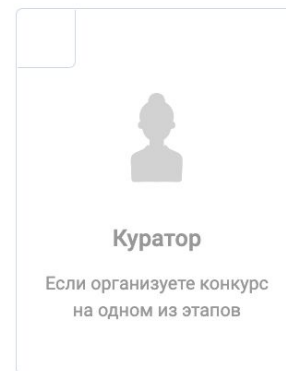 Куратор
Если организуете конкурс
на одном из этапов